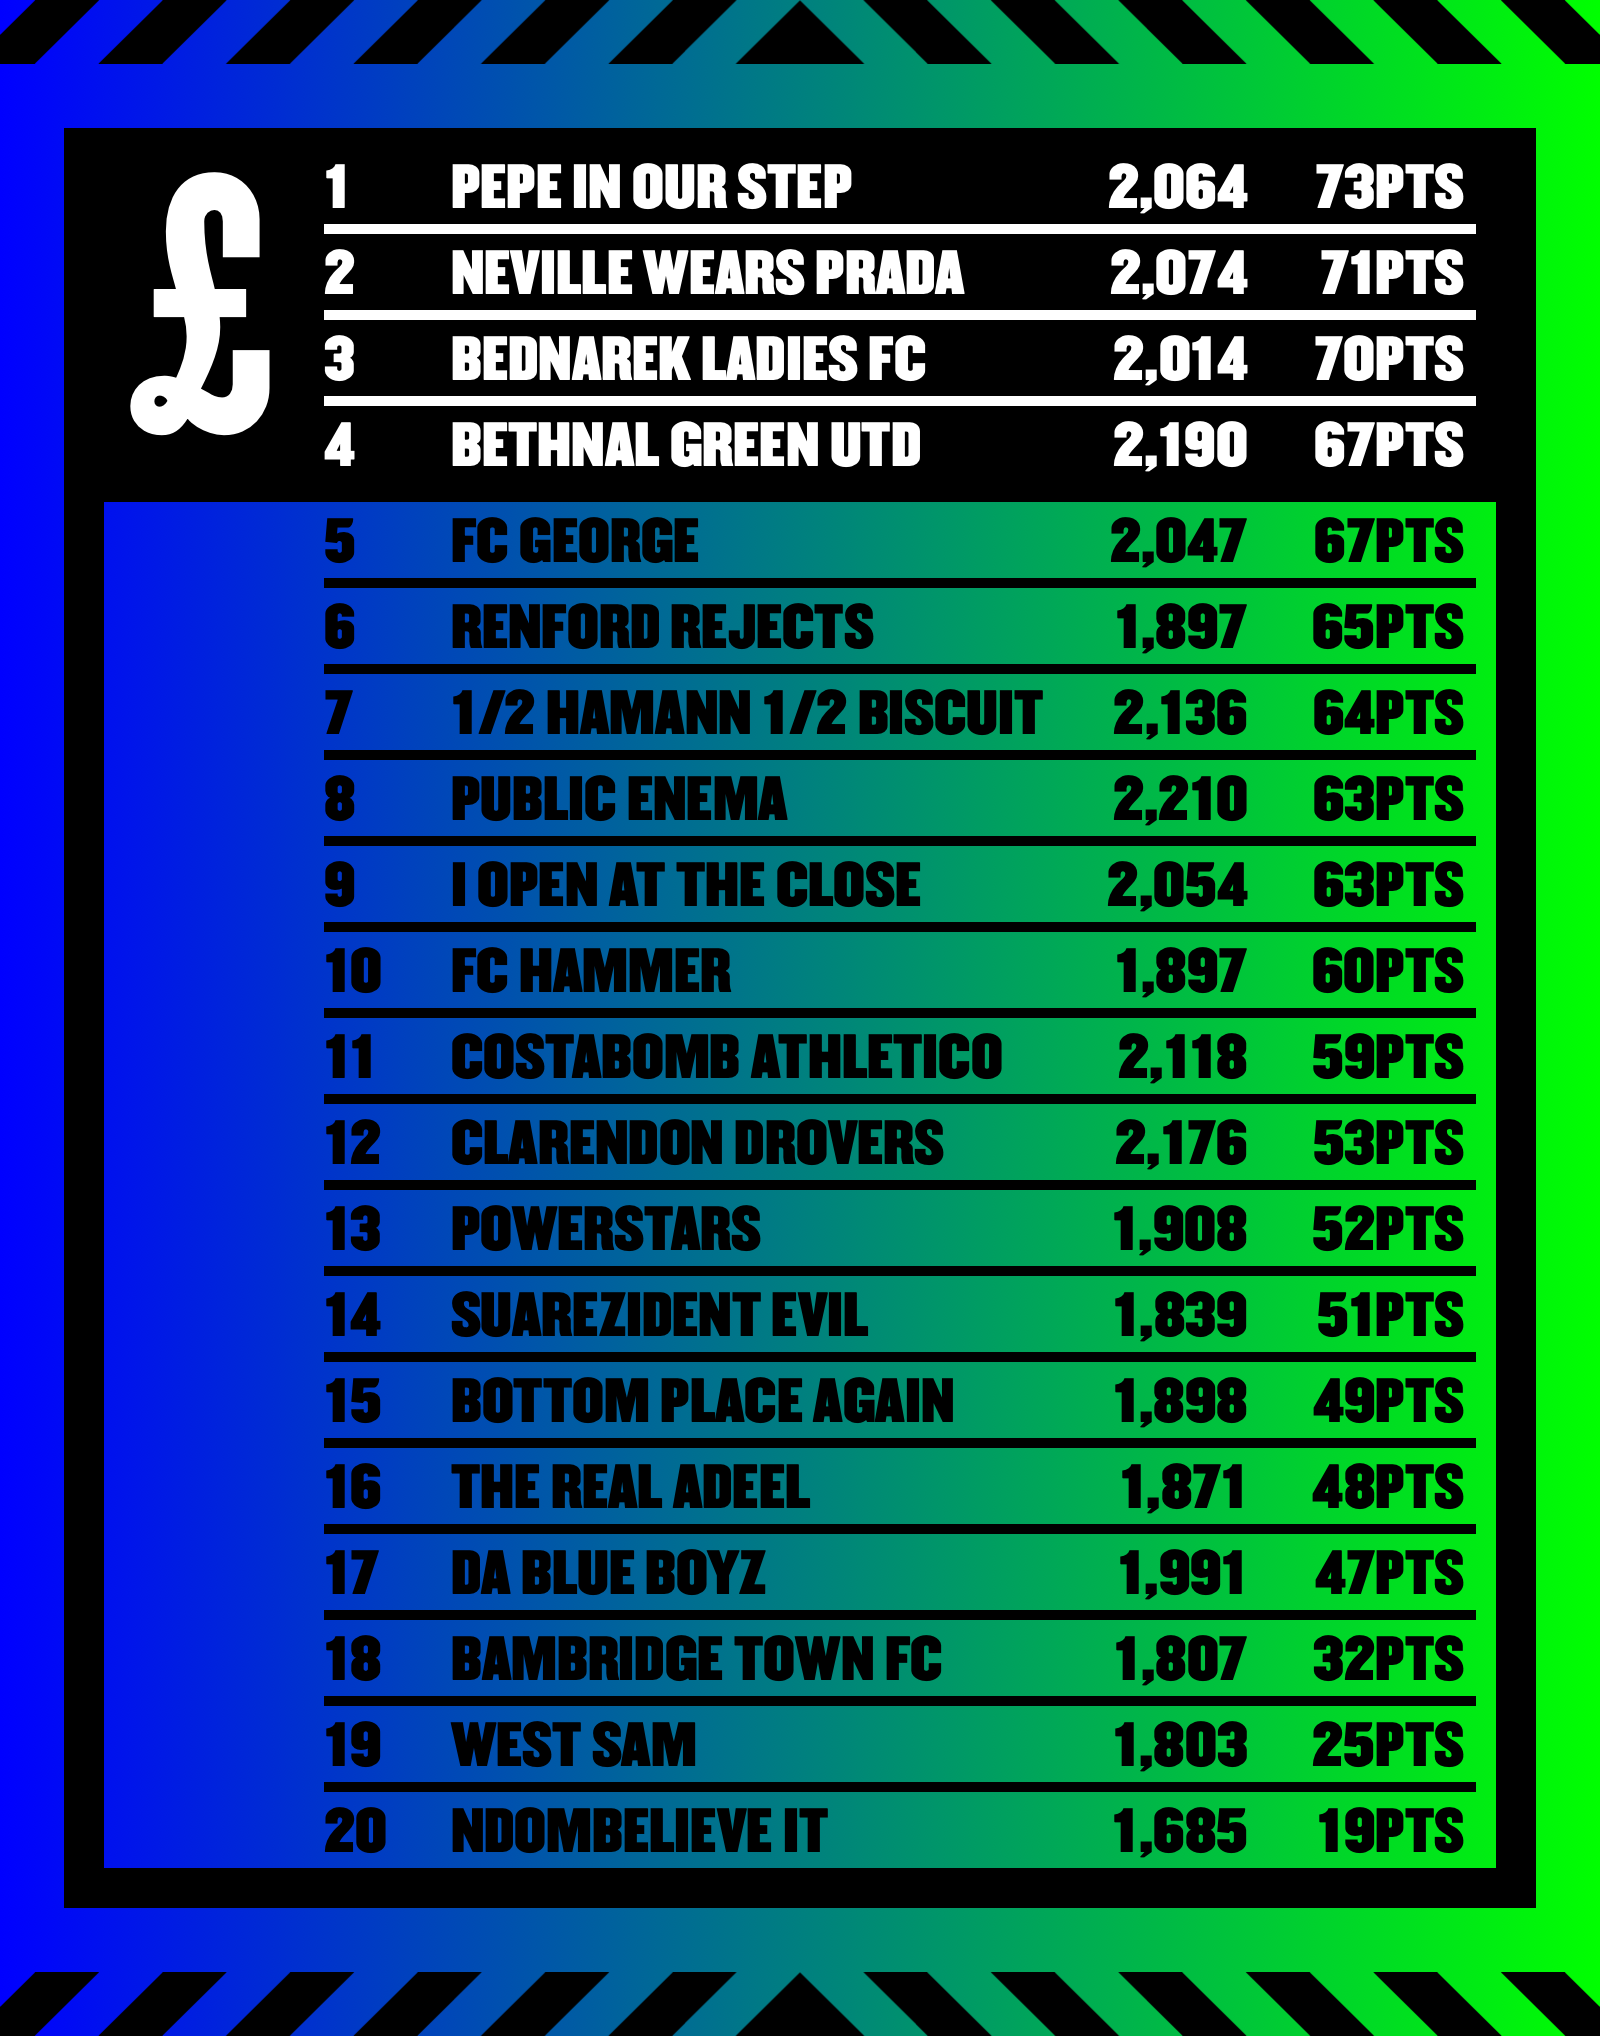 £
1 PEPE IN OUR STEP 2,064 73PTS
2 NEVILLE WEARS PRADA 2,074 71PTS
3 BEDNAREK LADIES FC 2,014 70PTS
4 BETHNAL GREEN UTD 2,190 67PTS
5 FC GEORGE 2,047 67PTS
6 RENFORD REJECTS 1,897 65PTS
7 1/2 HAMANN 1/2 BISCUIT 2,136 64PTS
8 PUBLIC ENEMA 2,210 63PTS
9 I OPEN AT THE CLOSE 2,054 63PTS
10 FC HAMMER 1,897 60PTS
11 COSTABOMB ATHLETICO 2,118 59PTS
12 CLARENDON DROVERS 2,176 53PTS
13 POWERSTARS 1,908 52PTS
14 SUAREZIDENT EVIL 1,839 51PTS
15 BOTTOM PLACE AGAIN 1,898 49PTS
16 THE REAL ADEEL 1,871 48PTS
17 DA BLUE BOYZ 1,991 47PTS
18 BAMBRIDGE TOWN FC 1,807 32PTS
19 WEST SAM 1,803 25PTS
20 NDOMBELIEVE IT 1,685 19PTS